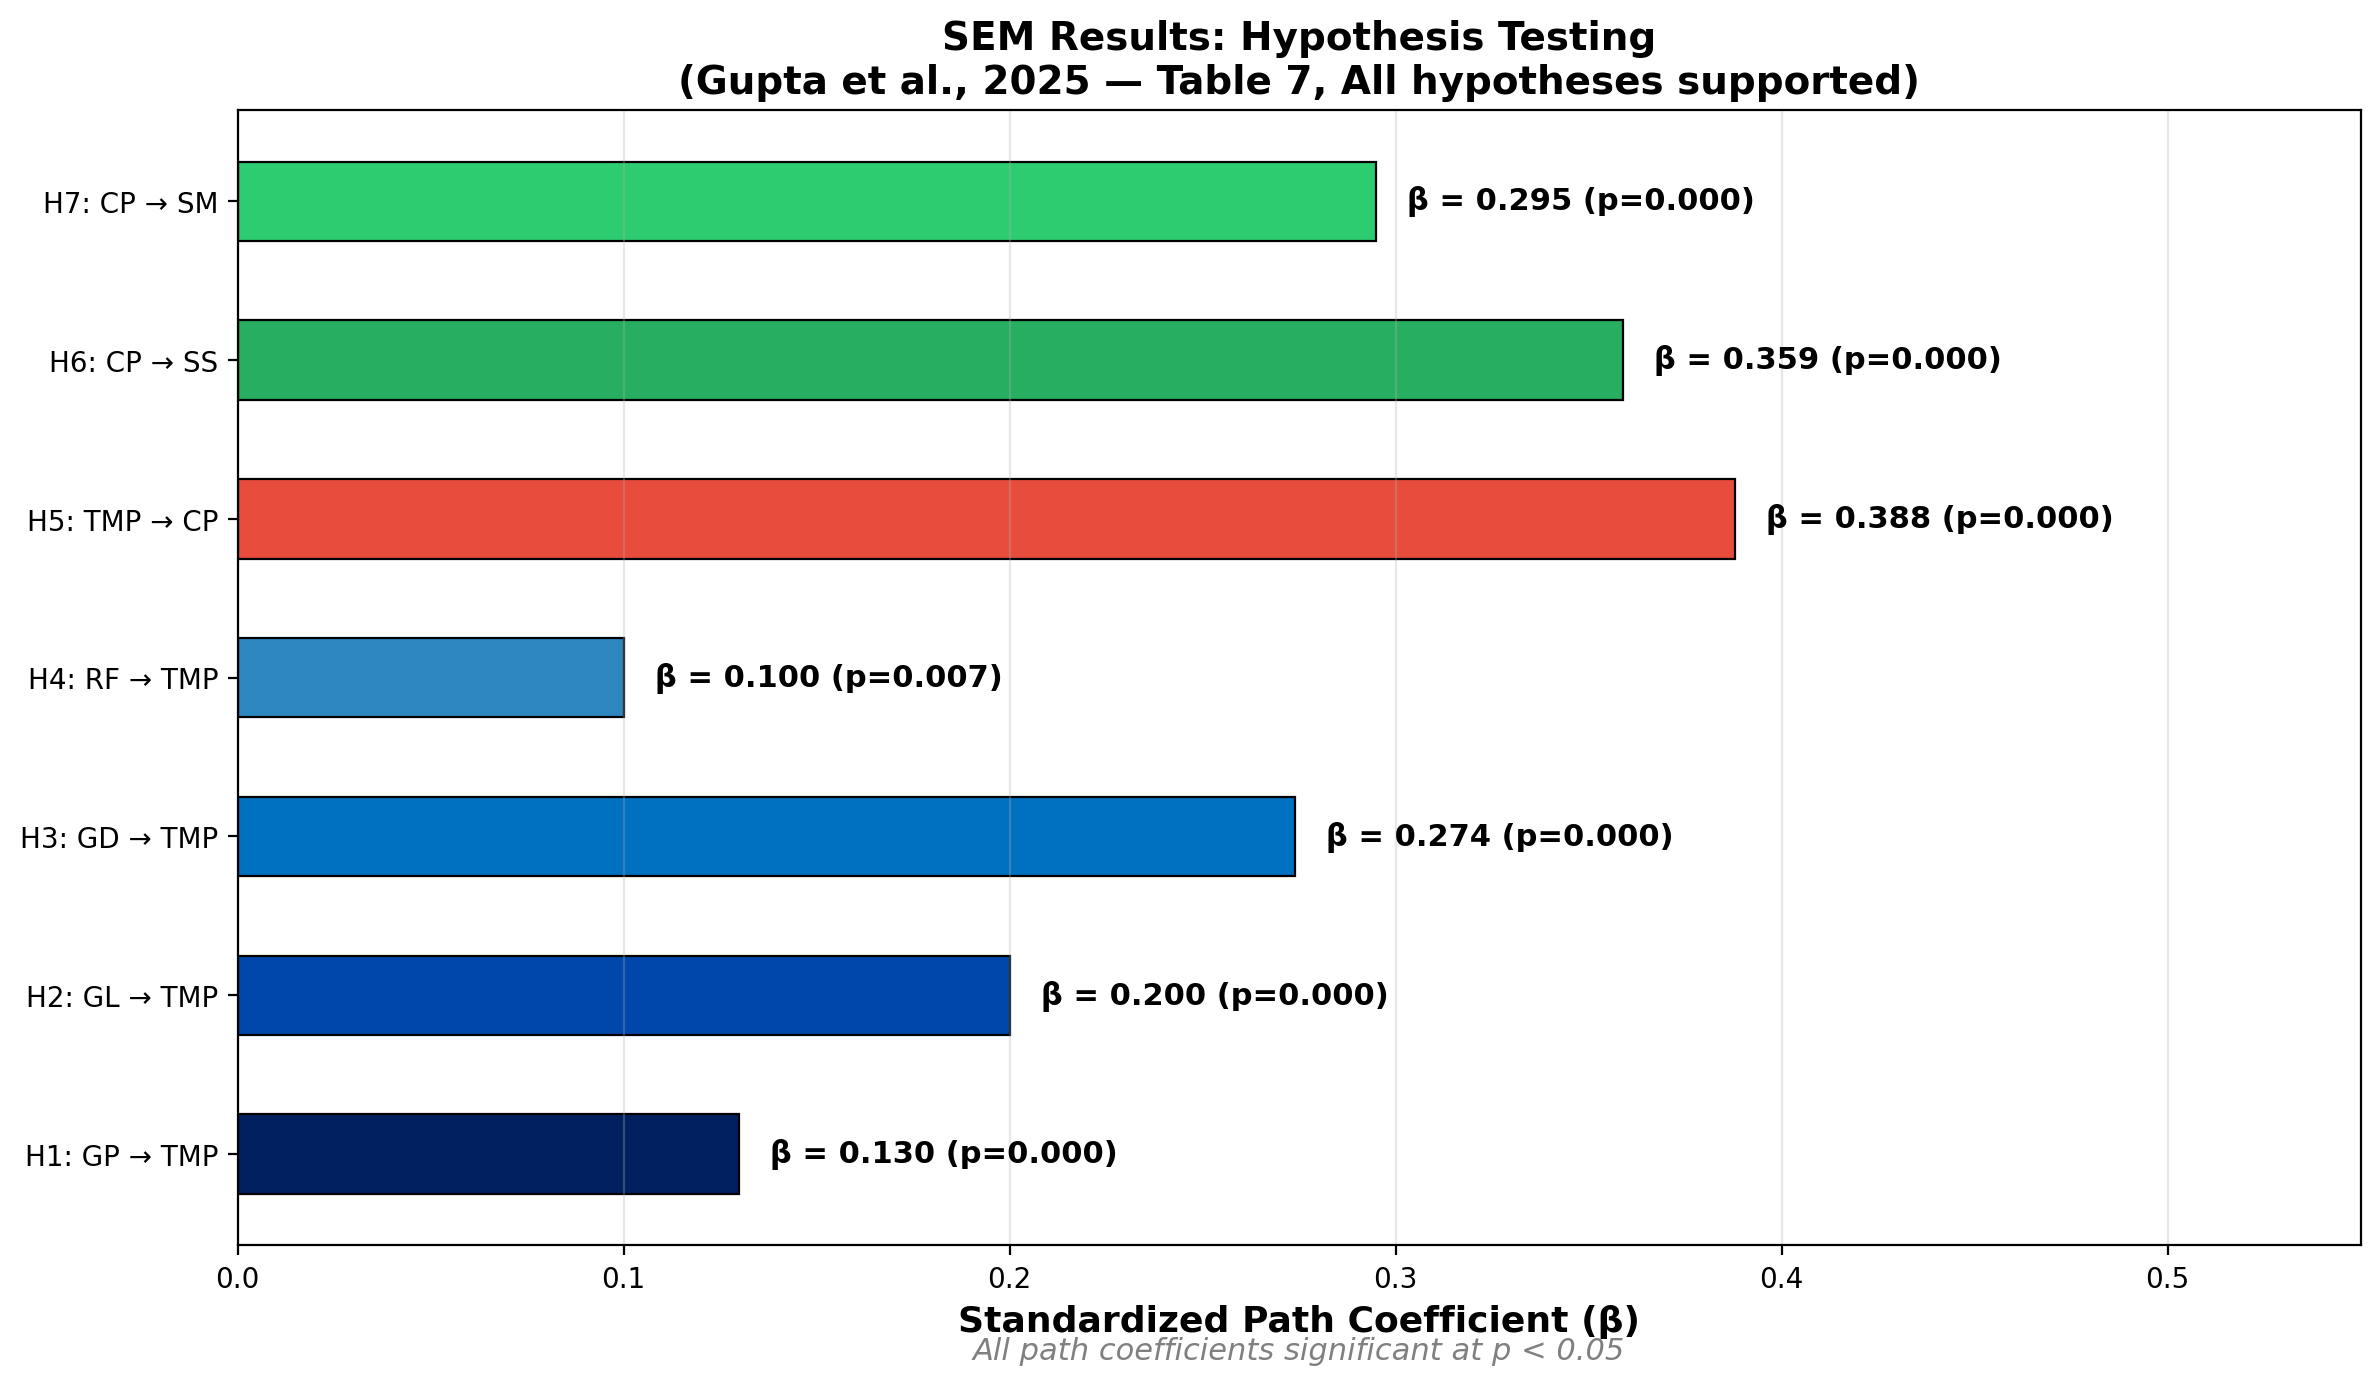 SEM Results: Hypothesis Testing
(Gupta et al., 2025 — Table 7, All hypotheses supported)
H7: CP → SM
β = 0.295 (p=0.000)
H6: CP → SS
β = 0.359 (p=0.000)
H5: TMP → CP
β = 0.388 (p=0.000)
H4: RF → TMP
β = 0.100 (p=0.007)
H3: GD → TMP
β = 0.274 (p=0.000)
H2: GL → TMP
β = 0.200 (p=0.000)
H1: GP → TMP
β = 0.130 (p=0.000)
0.0 0.1 0.2 0.3 0.4 0.5
Standardized Path Coefficient (β)
All path coefficients significant at p < 0.05